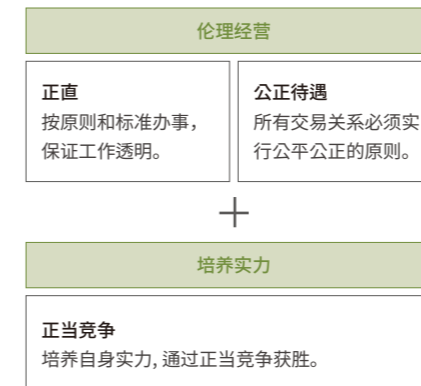 伦理经营
正直
按原则和标准办事，
保证工作透明。
公正待遇
所有交易关系必须实
行公平公正的原则。
+
培养实力
正当竞争
培养自身实力, 通过正当竞争获胜。